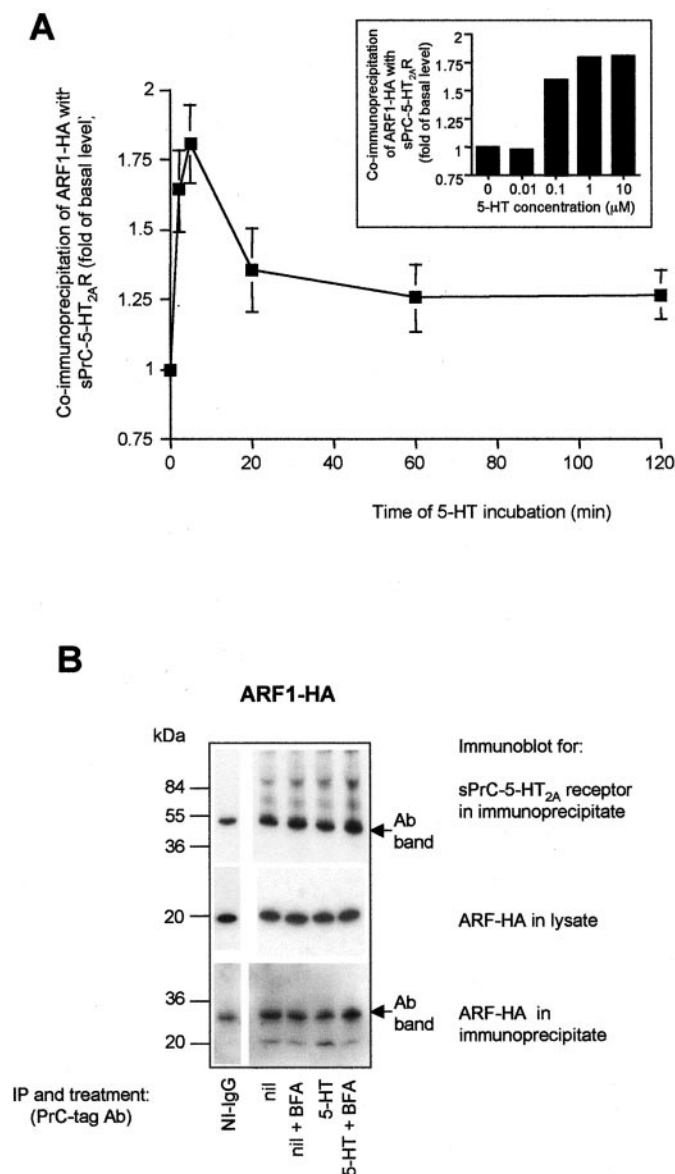 A
Co-immunoprecipitation of ARF1-HA with
sPrC-5-HT2AR (fold of basal level)
2
1.75
1.5
1.25
1
0.75
0
20
40
60
80
100
120
Time of 5-HT incubation (min)
Co-immunoprecipitation
of ARF1-HA with
sPrC-5-HT2AR
(fold of basal level)
2
1.75
1.5
1.25
1
0.75
0
0.01
0.1
1
10
5-HT concentration (μM)
B
ARF1-HA
kDa
84
55
36
20
36
20
Ab
band
Ab
band
Immunoblot for:
sPrC-5-HT2A receptor
in immunoprecipitate
ARF-HA in lysate
ARF-HA in
immunoprecipitate
IP and treatment:
(PrC-tag Ab)
NI-IgG
nil
nil + BFA
5-HT
5-HT + BFA